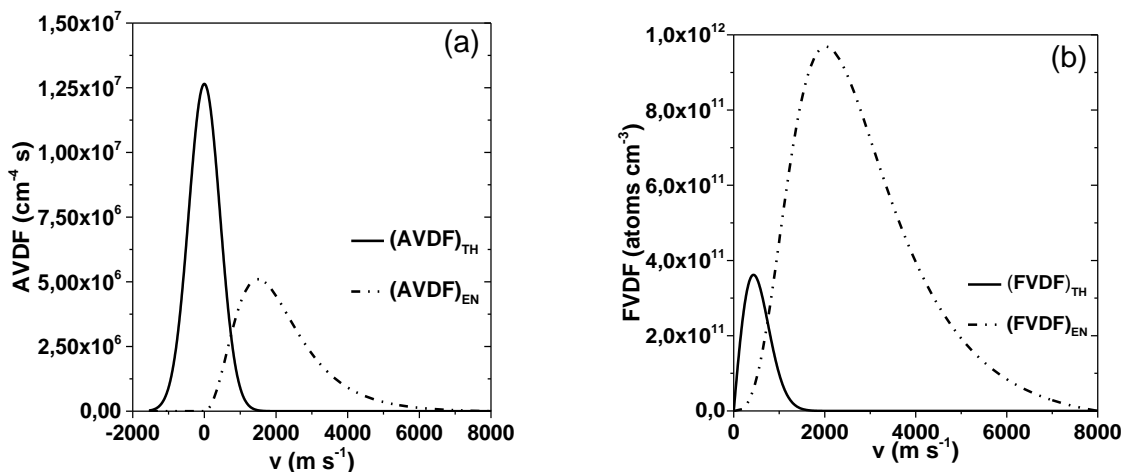 (a)
AVDF (cm⁻⁴ s)
1,50x10⁷
1,25x10⁷
1,00x10⁷
7,50x10⁶
5,00x10⁶
2,50x10⁶
0,00
-2000 0 2000 4000 6000 8000
v (m s⁻¹)
(AVDF)TH
(AVDF)EN
(b)
FVDF (atoms cm⁻³)
1,0x10¹²
8,0x10¹¹
6,0x10¹¹
4,0x10¹¹
2,0x10¹¹
0,0
0 2000 4000 6000 8000
v (m s⁻¹)
(FVDF)TH
(FVDF)EN